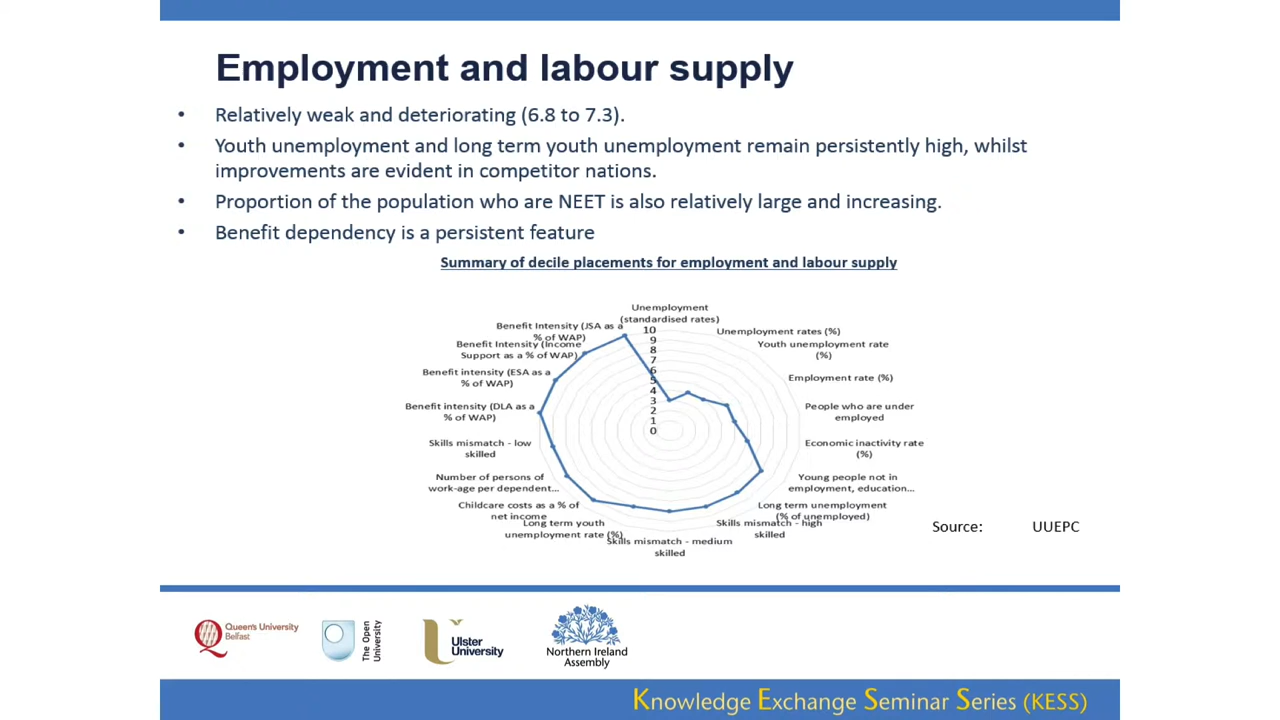 Employment and labour supply
• Relatively weak and deteriorating (6.8 to 7.3).
• Youth unemployment and long term youth unemployment remain persistently high, whilst
improvements are evident in competitor nations.
• Proportion of the population who are NEET is also relatively large and increasing.
• Benefit dependency is a persistent feature
Summary of decile placements for employment and labour supply
Unemployment
(standardised rates)
Unemployment rates (%)
Youth unemployment rate
(%)
Employment rate (%)
People who are under
employed
Economic inactivity rate
(%)
Young people not in
employment, education...
Long term unemployment
(% of unemployed)
Skills mismatch - high
skilled
Skills mismatch - medium
skilled
Long term youth
unemployment rate (%)
Childcare costs as a % of
net income
Number of persons of
work-age per dependent...
Skills mismatch - low
skilled
Benefit intensity (DLA as a
% of WAP)
Benefit intensity (ESA as a
% of WAP)
Benefit Intensity (Income
Support as a % of WAP)
Benefit Intensity (JSA as a
% of WAP)
10
9
8
7
6
5
4
3
2
1
0
Source: UUEPC
Queen's University
Belfast
The Open
University
Ulster
University
Northern Ireland
Assembly
Knowledge Exchange Seminar Series (KESS)